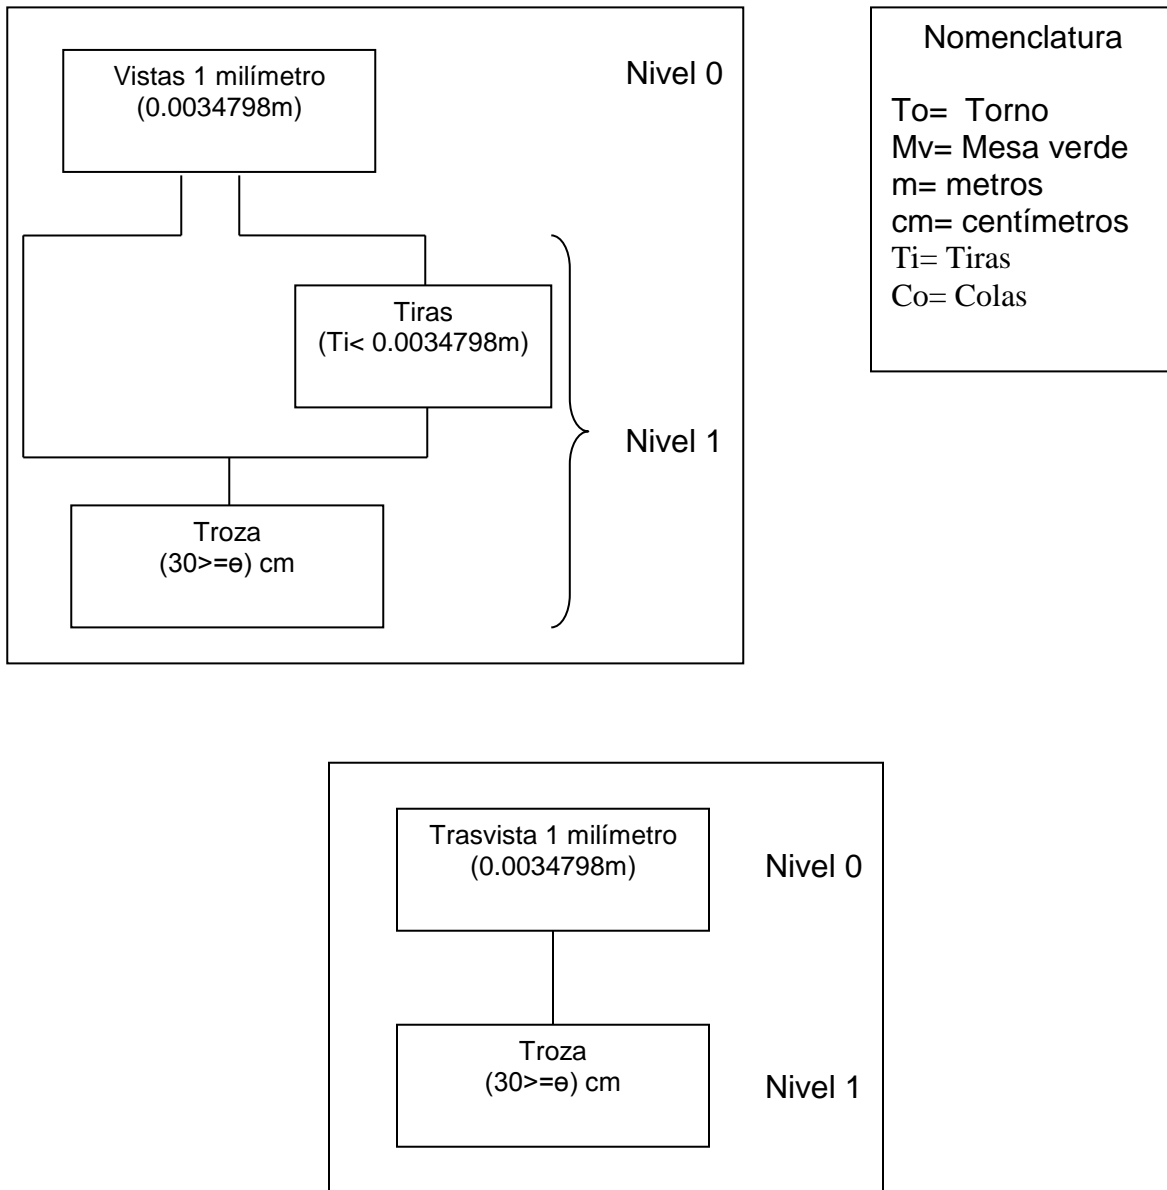 Vistas 1 milímetro
(0.0034798m)
Nivel 0
Tiras
(Ti< 0.0034798m)
Nivel 1
Troza
(30>=ɵ) cm
Nomenclatura
To=  Torno
Mv= Mesa verde
m= metros
cm= centímetros
Ti= Tiras
Co= Colas
Trasvista 1 milímetro
(0.0034798m)
Nivel 0
Troza
(30>=ɵ) cm
Nivel 1